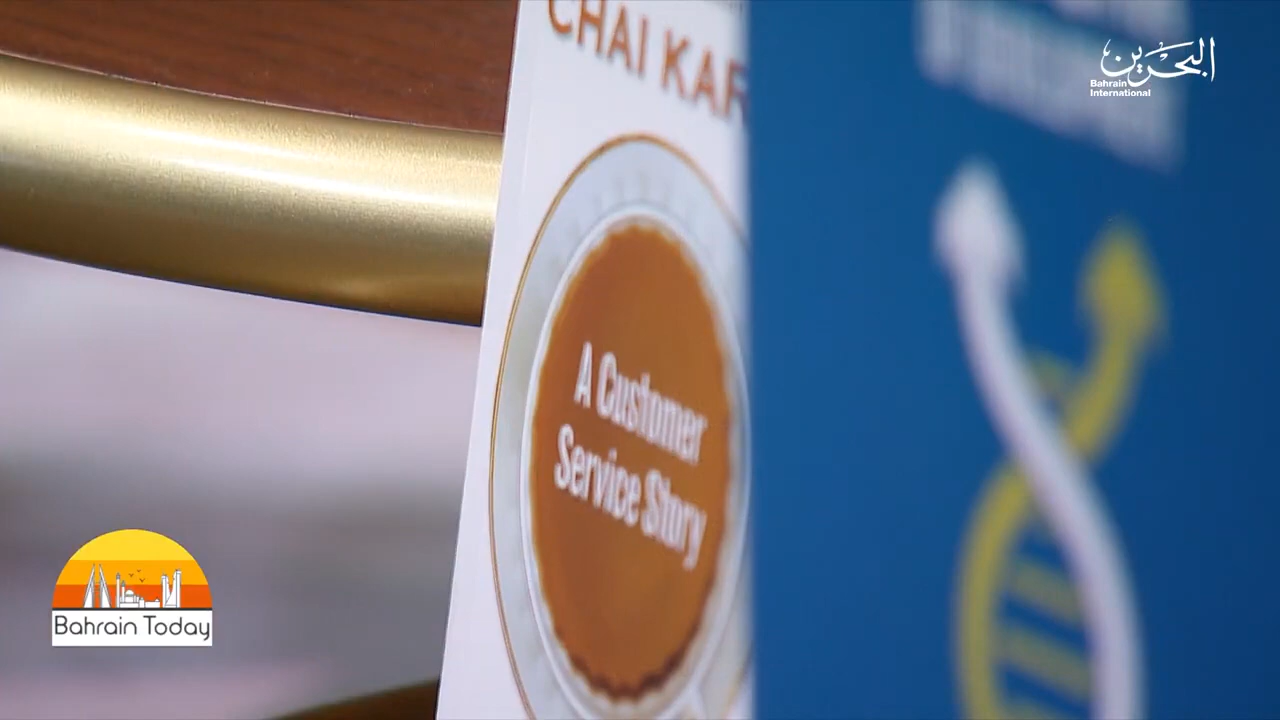 CHAI KAR
A Customer
Service Story
البحرين
Bahrain
International
Bahrain Today